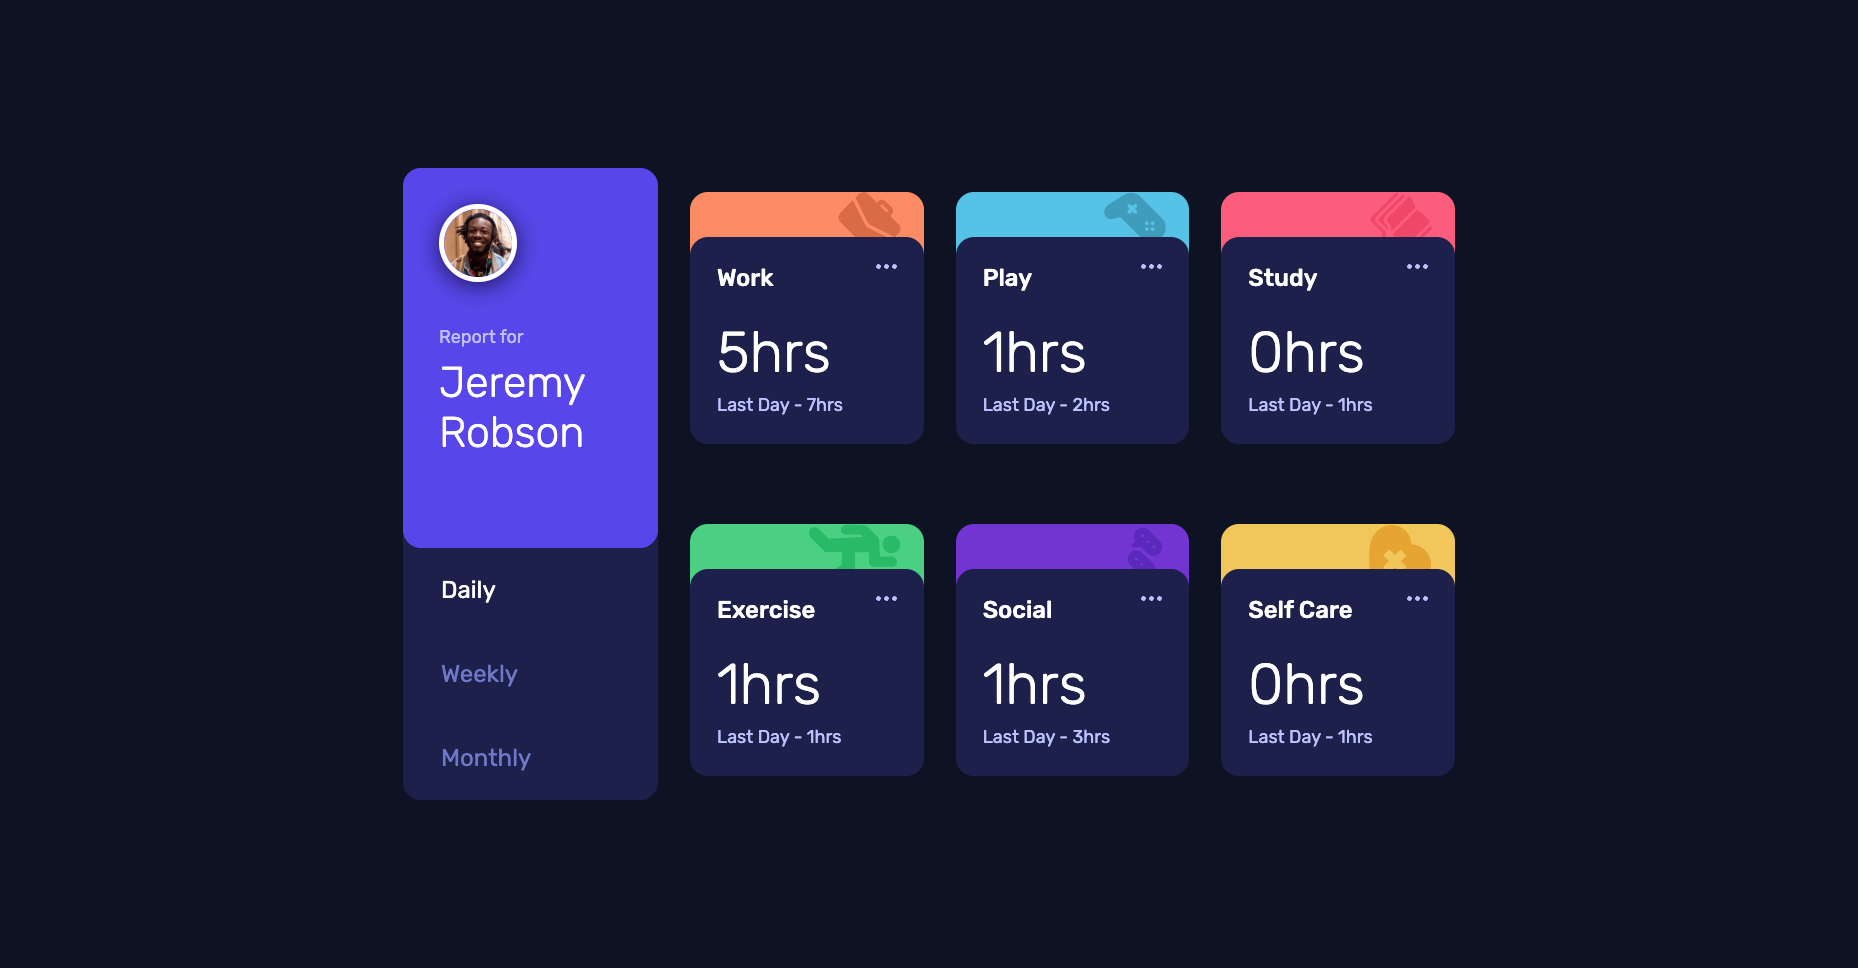 Report for
Jeremy
Robson
Daily
Weekly
Monthly
Work
5hrs
Last Day - 7hrs
Play
1hrs
Last Day - 2hrs
Study
0hrs
Last Day - 1hrs
Exercise
1hrs
Last Day - 1hrs
Social
1hrs
Last Day - 3hrs
Self Care
0hrs
Last Day - 1hrs